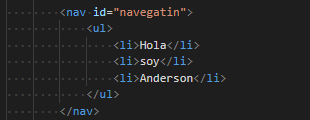 <nav id="navegatin">
<ul>
<li>Hola</li>
<li>soy</li>
<li>Anderson</li>
</ul>
</nav>